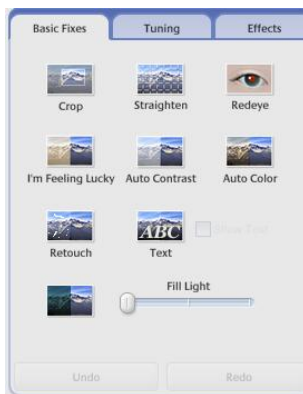 Basic Fixes Tuning Effects
Crop Straighten Redeye
I'm Feeling Lucky Auto Contrast Auto Color
ABC
Retouch Text Show Text
Fill Light
Undo Redo